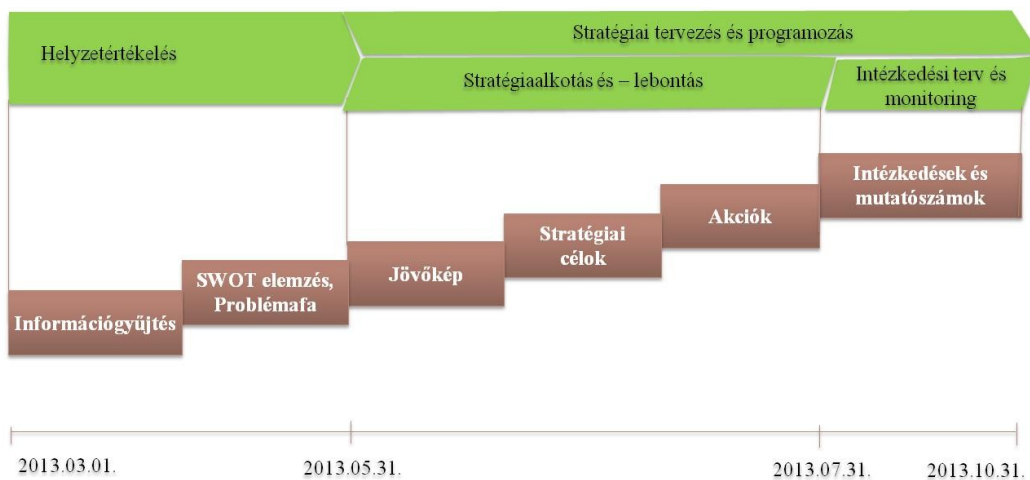 Helyzetértékelés
Stratégiai tervezés és programozás
Stratégiaalkotás és – lebontás
Intézkedési terv és
monitoring
Információgyűjtés
SWOT elemzés,
Problémafa
Jövőkép
Stratégiai
célok
Akciók
Intézkedések és
mutatószámok
2013.03.01.
2013.05.31.
2013.07.31.
2013.10.31.